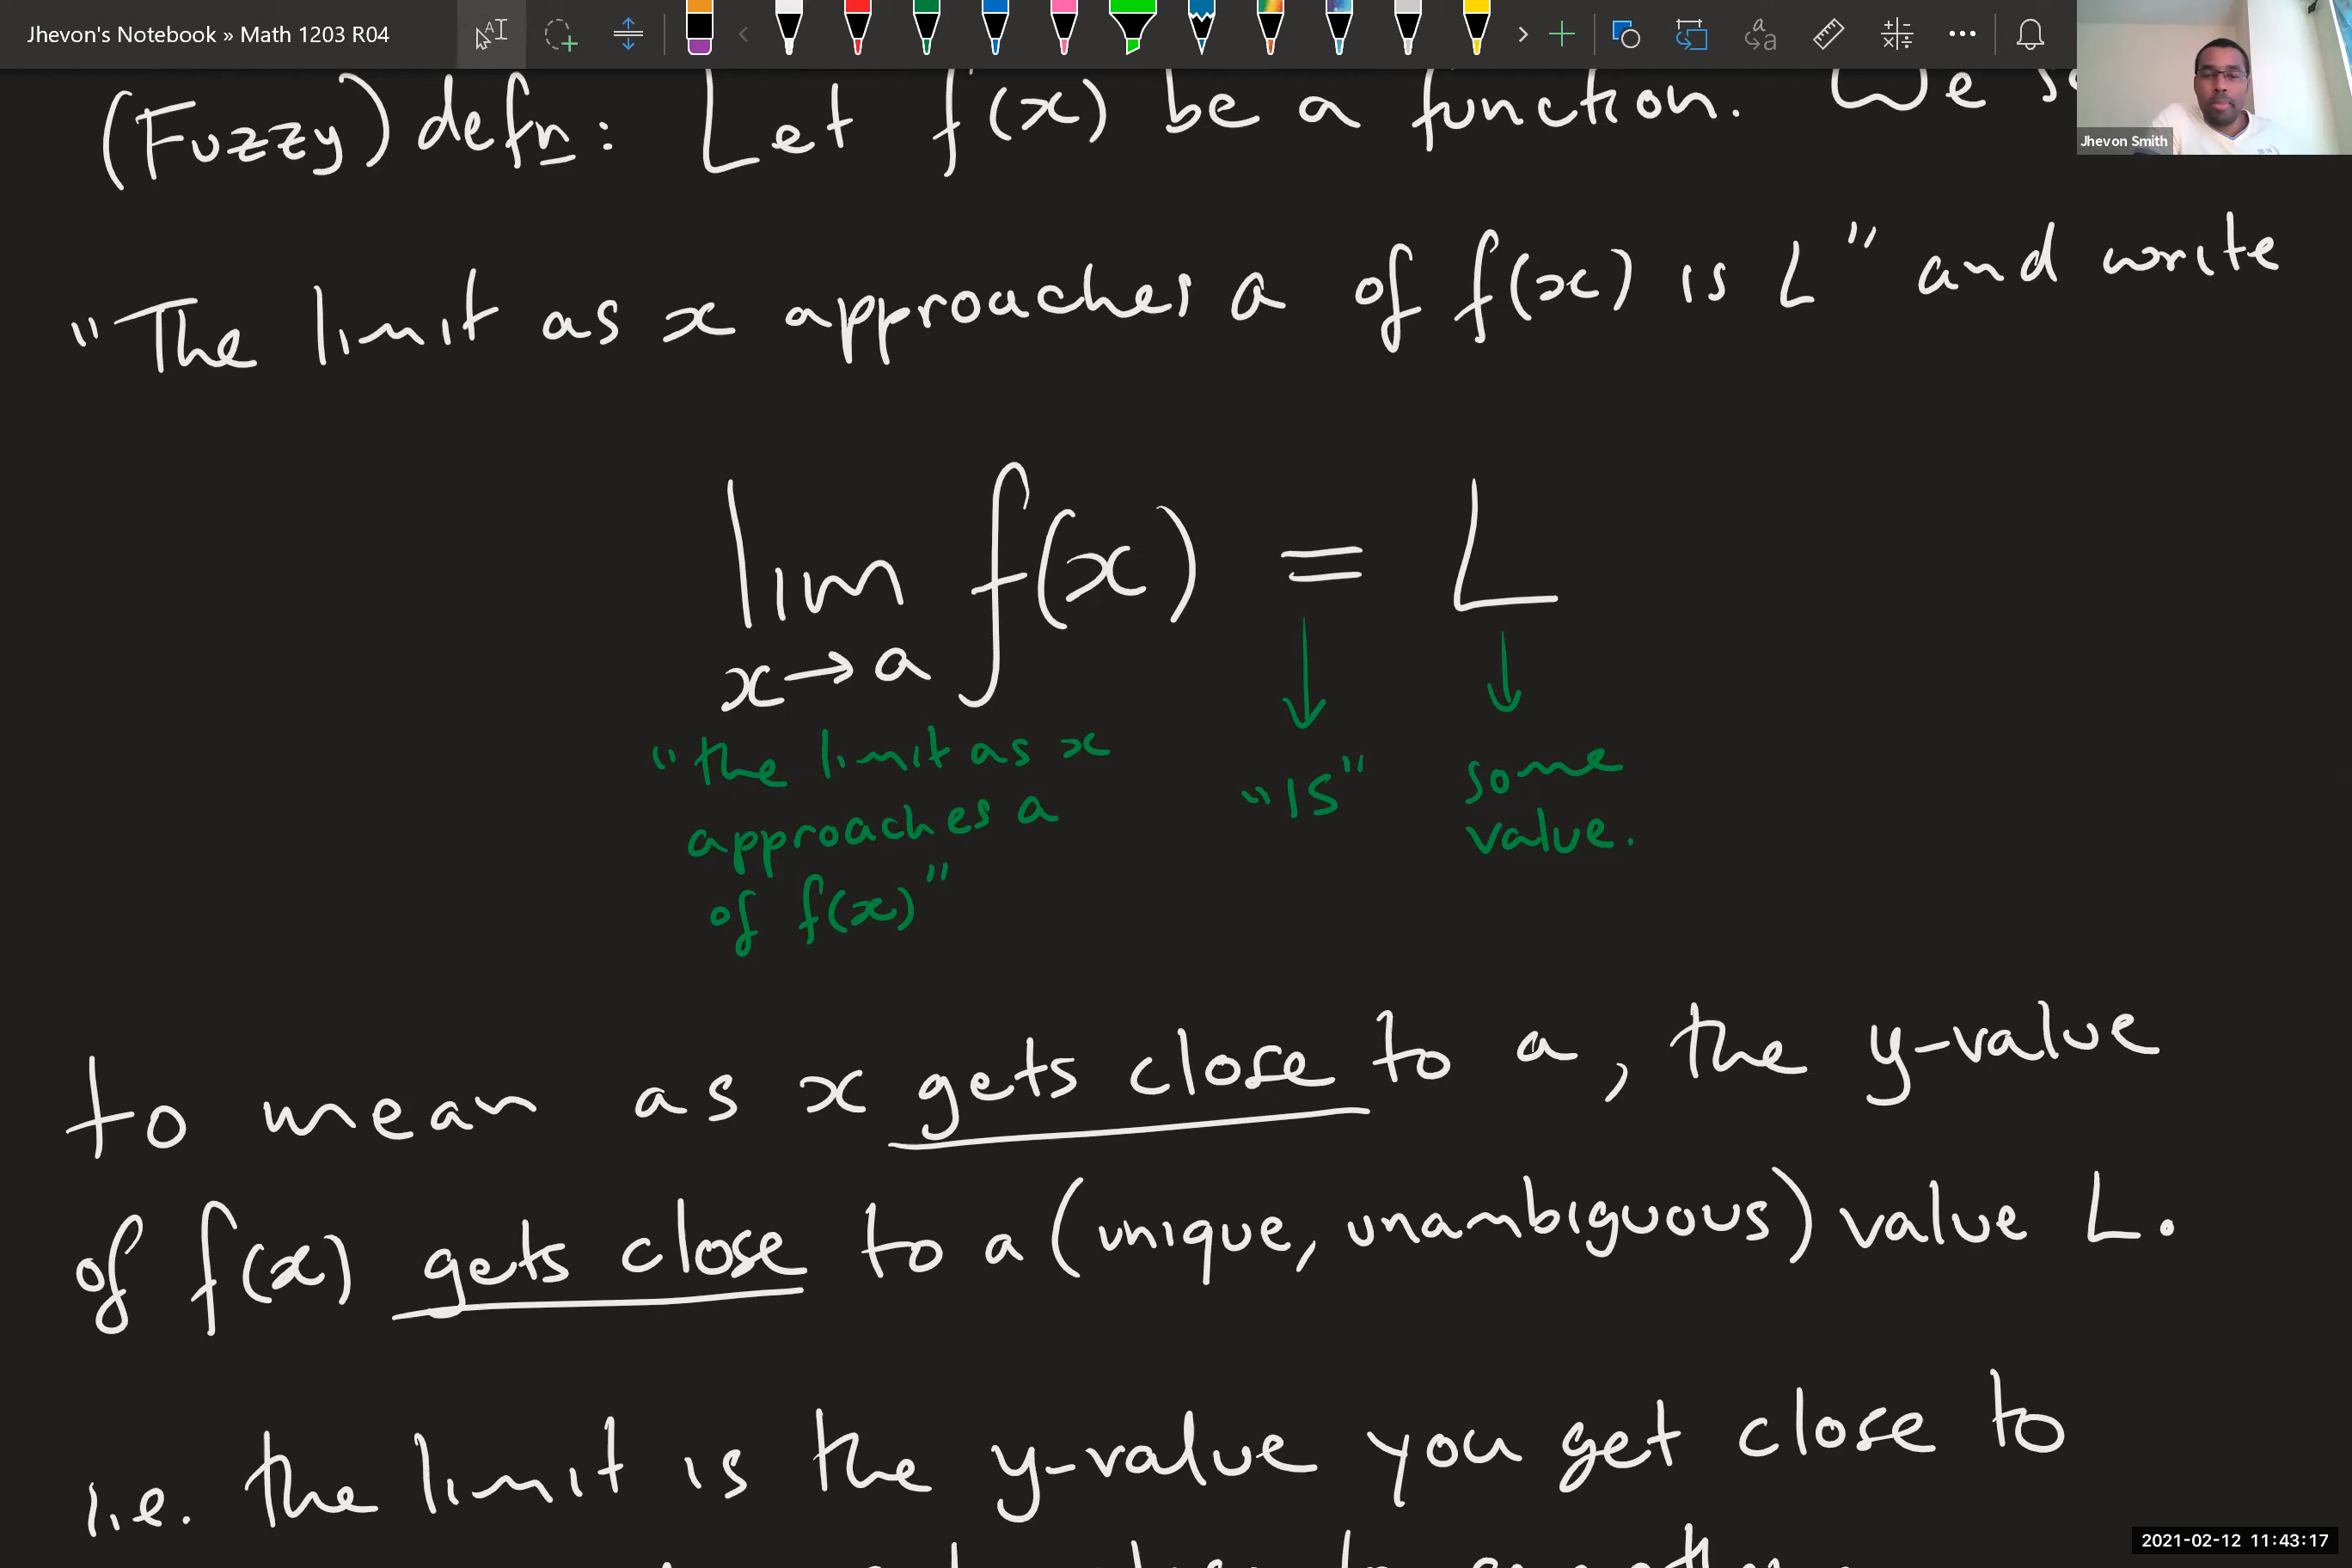 Jhevon's Notebook » Math 1203 R04
Jhevon Smith
(Fuzzy) defn: Let f(x) be a function. We
"The limit as x approaches a of f(x) is L" and write
lim f(x) = L
x→a
"the limit as x
approaches a
of f(x)"
"is"
some
value.
to mean as x gets close to a, the y-value
of f(x) gets close to a (unique, unambiguous) value L.
i.e. the limit is the y-value you get close to
2021-02-12 11:43:17